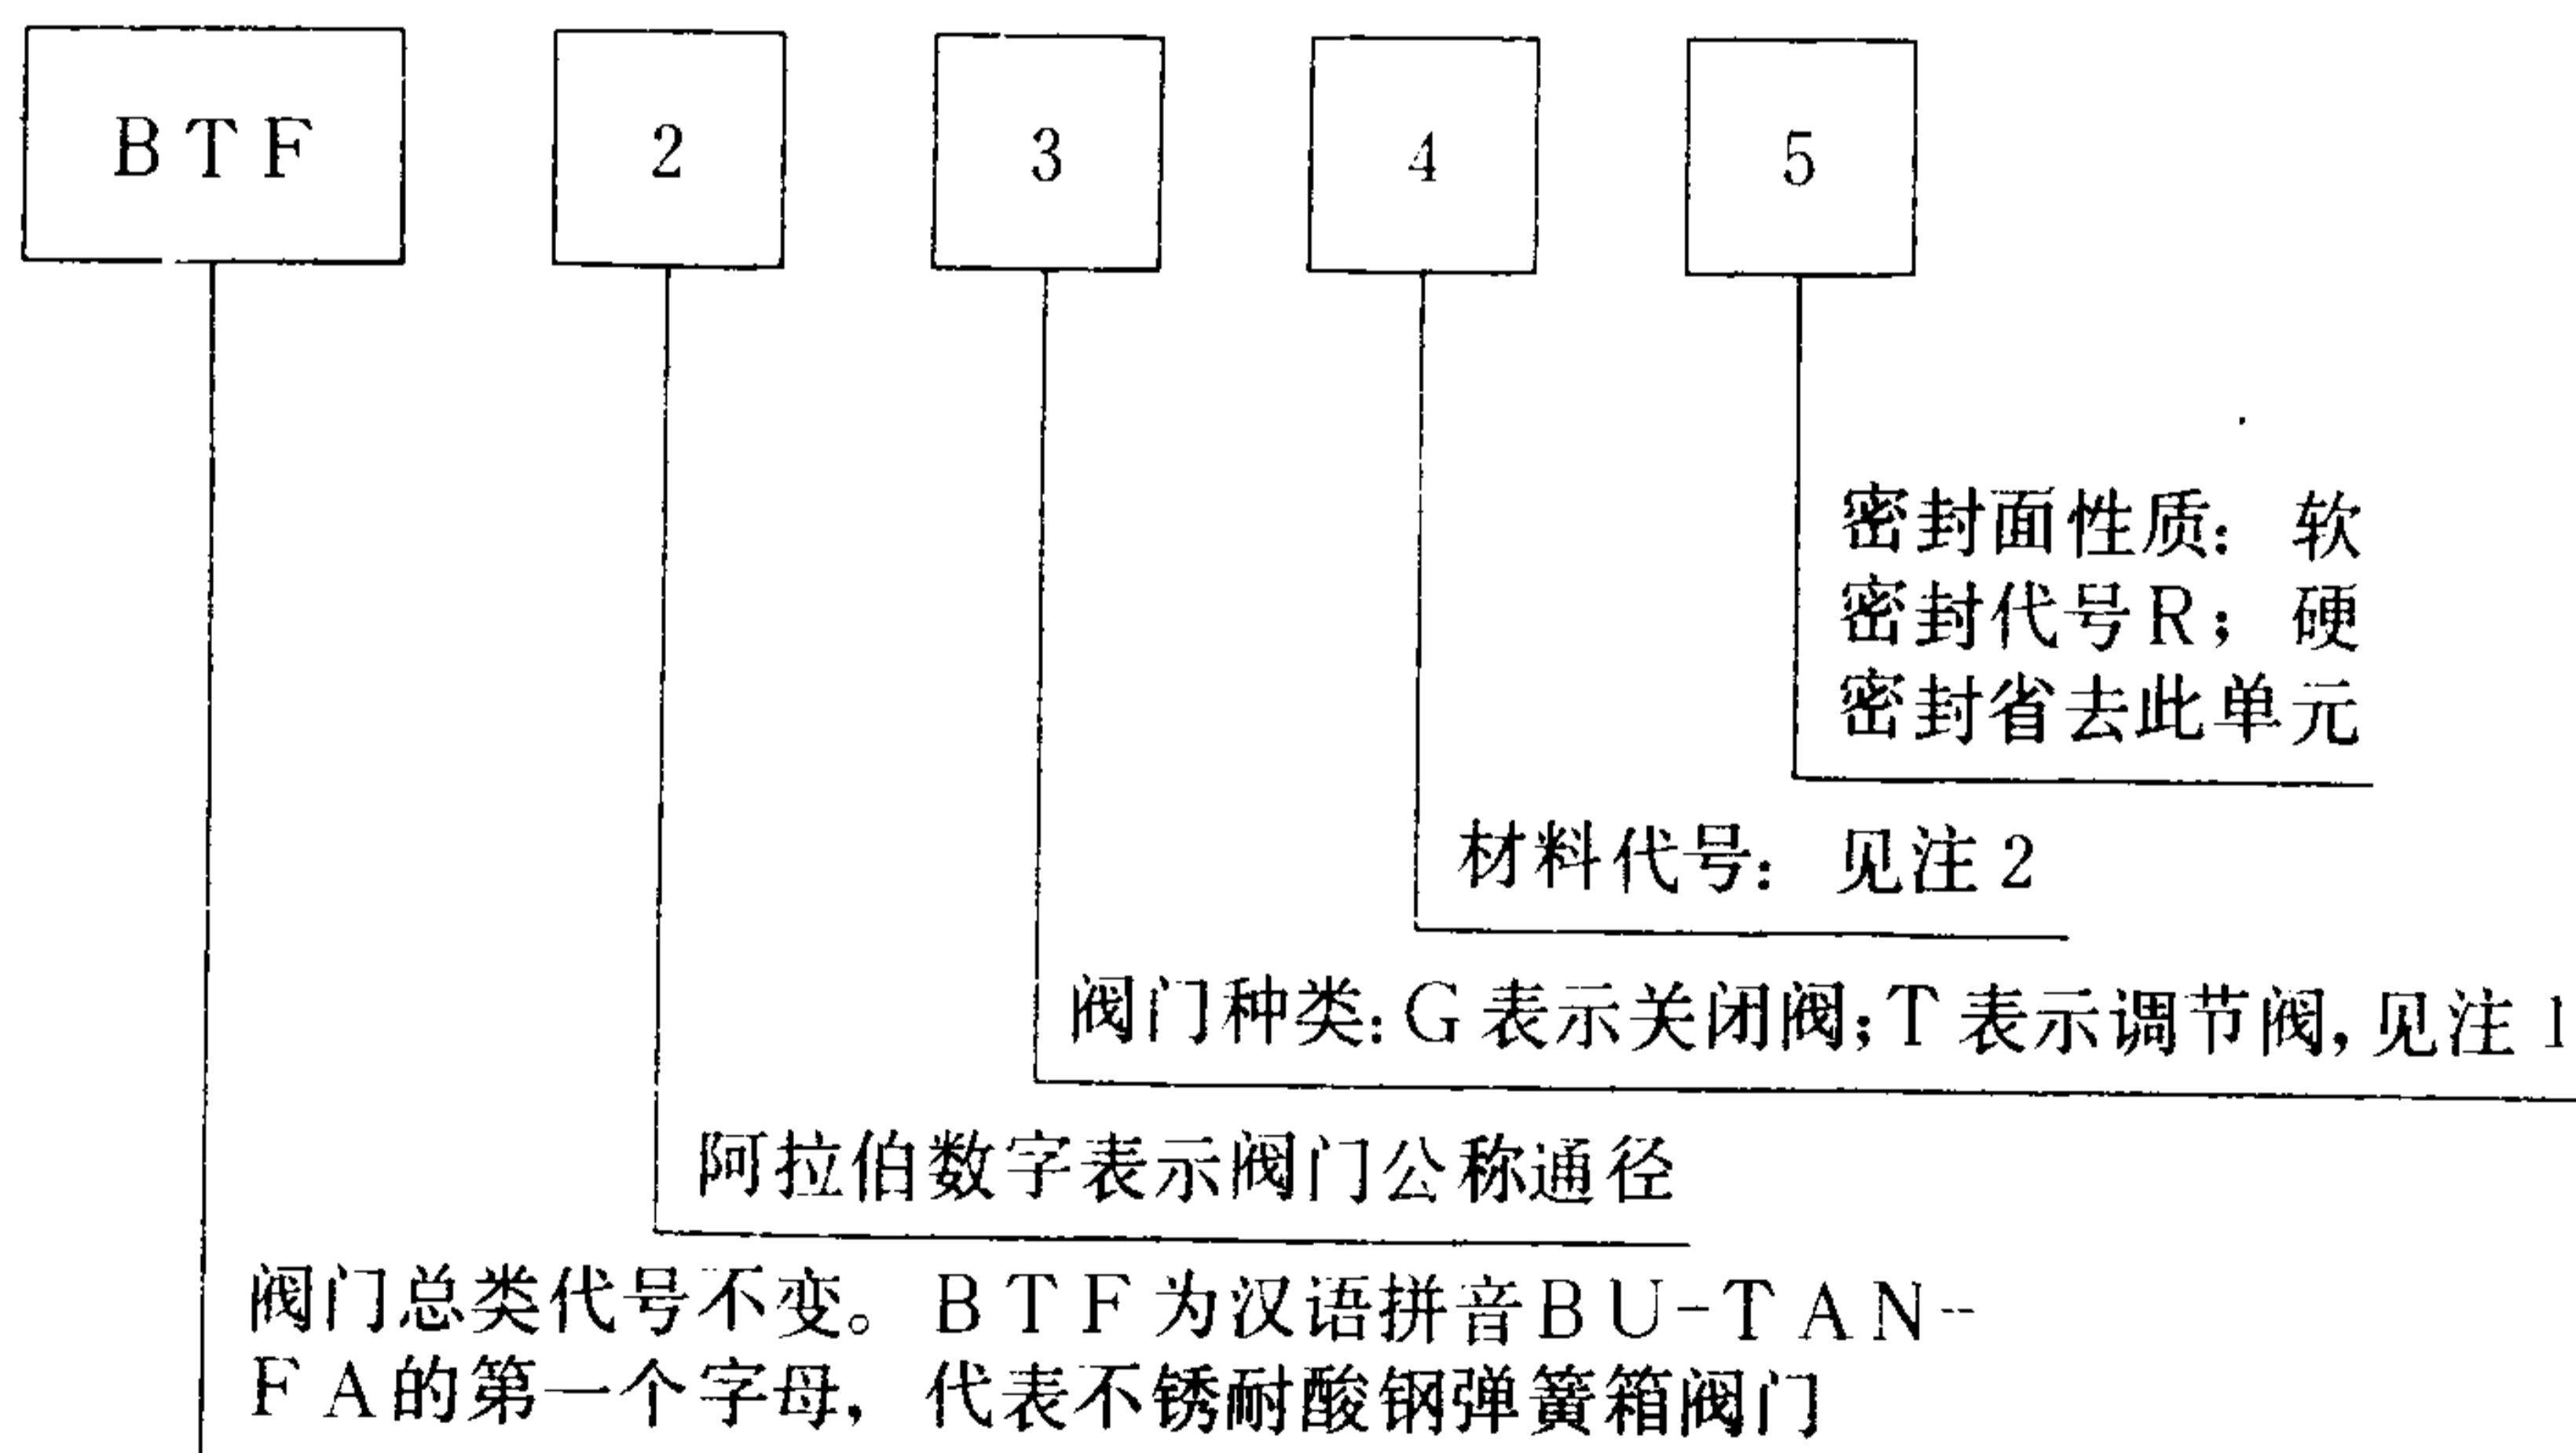 BTF 2 3 4 5
密封面性质：软
密封代号R；硬
密封省去此单元
材料代号：见注2
阀门种类：G表示关闭阀；T表示调节阀，见注1
阿拉伯数字表示阀门公称通径
阀门总类代号不变。BTF为汉语拼音BU-TAN-
FA的第一个字母，代表不锈耐酸钢弹簧箱阀门